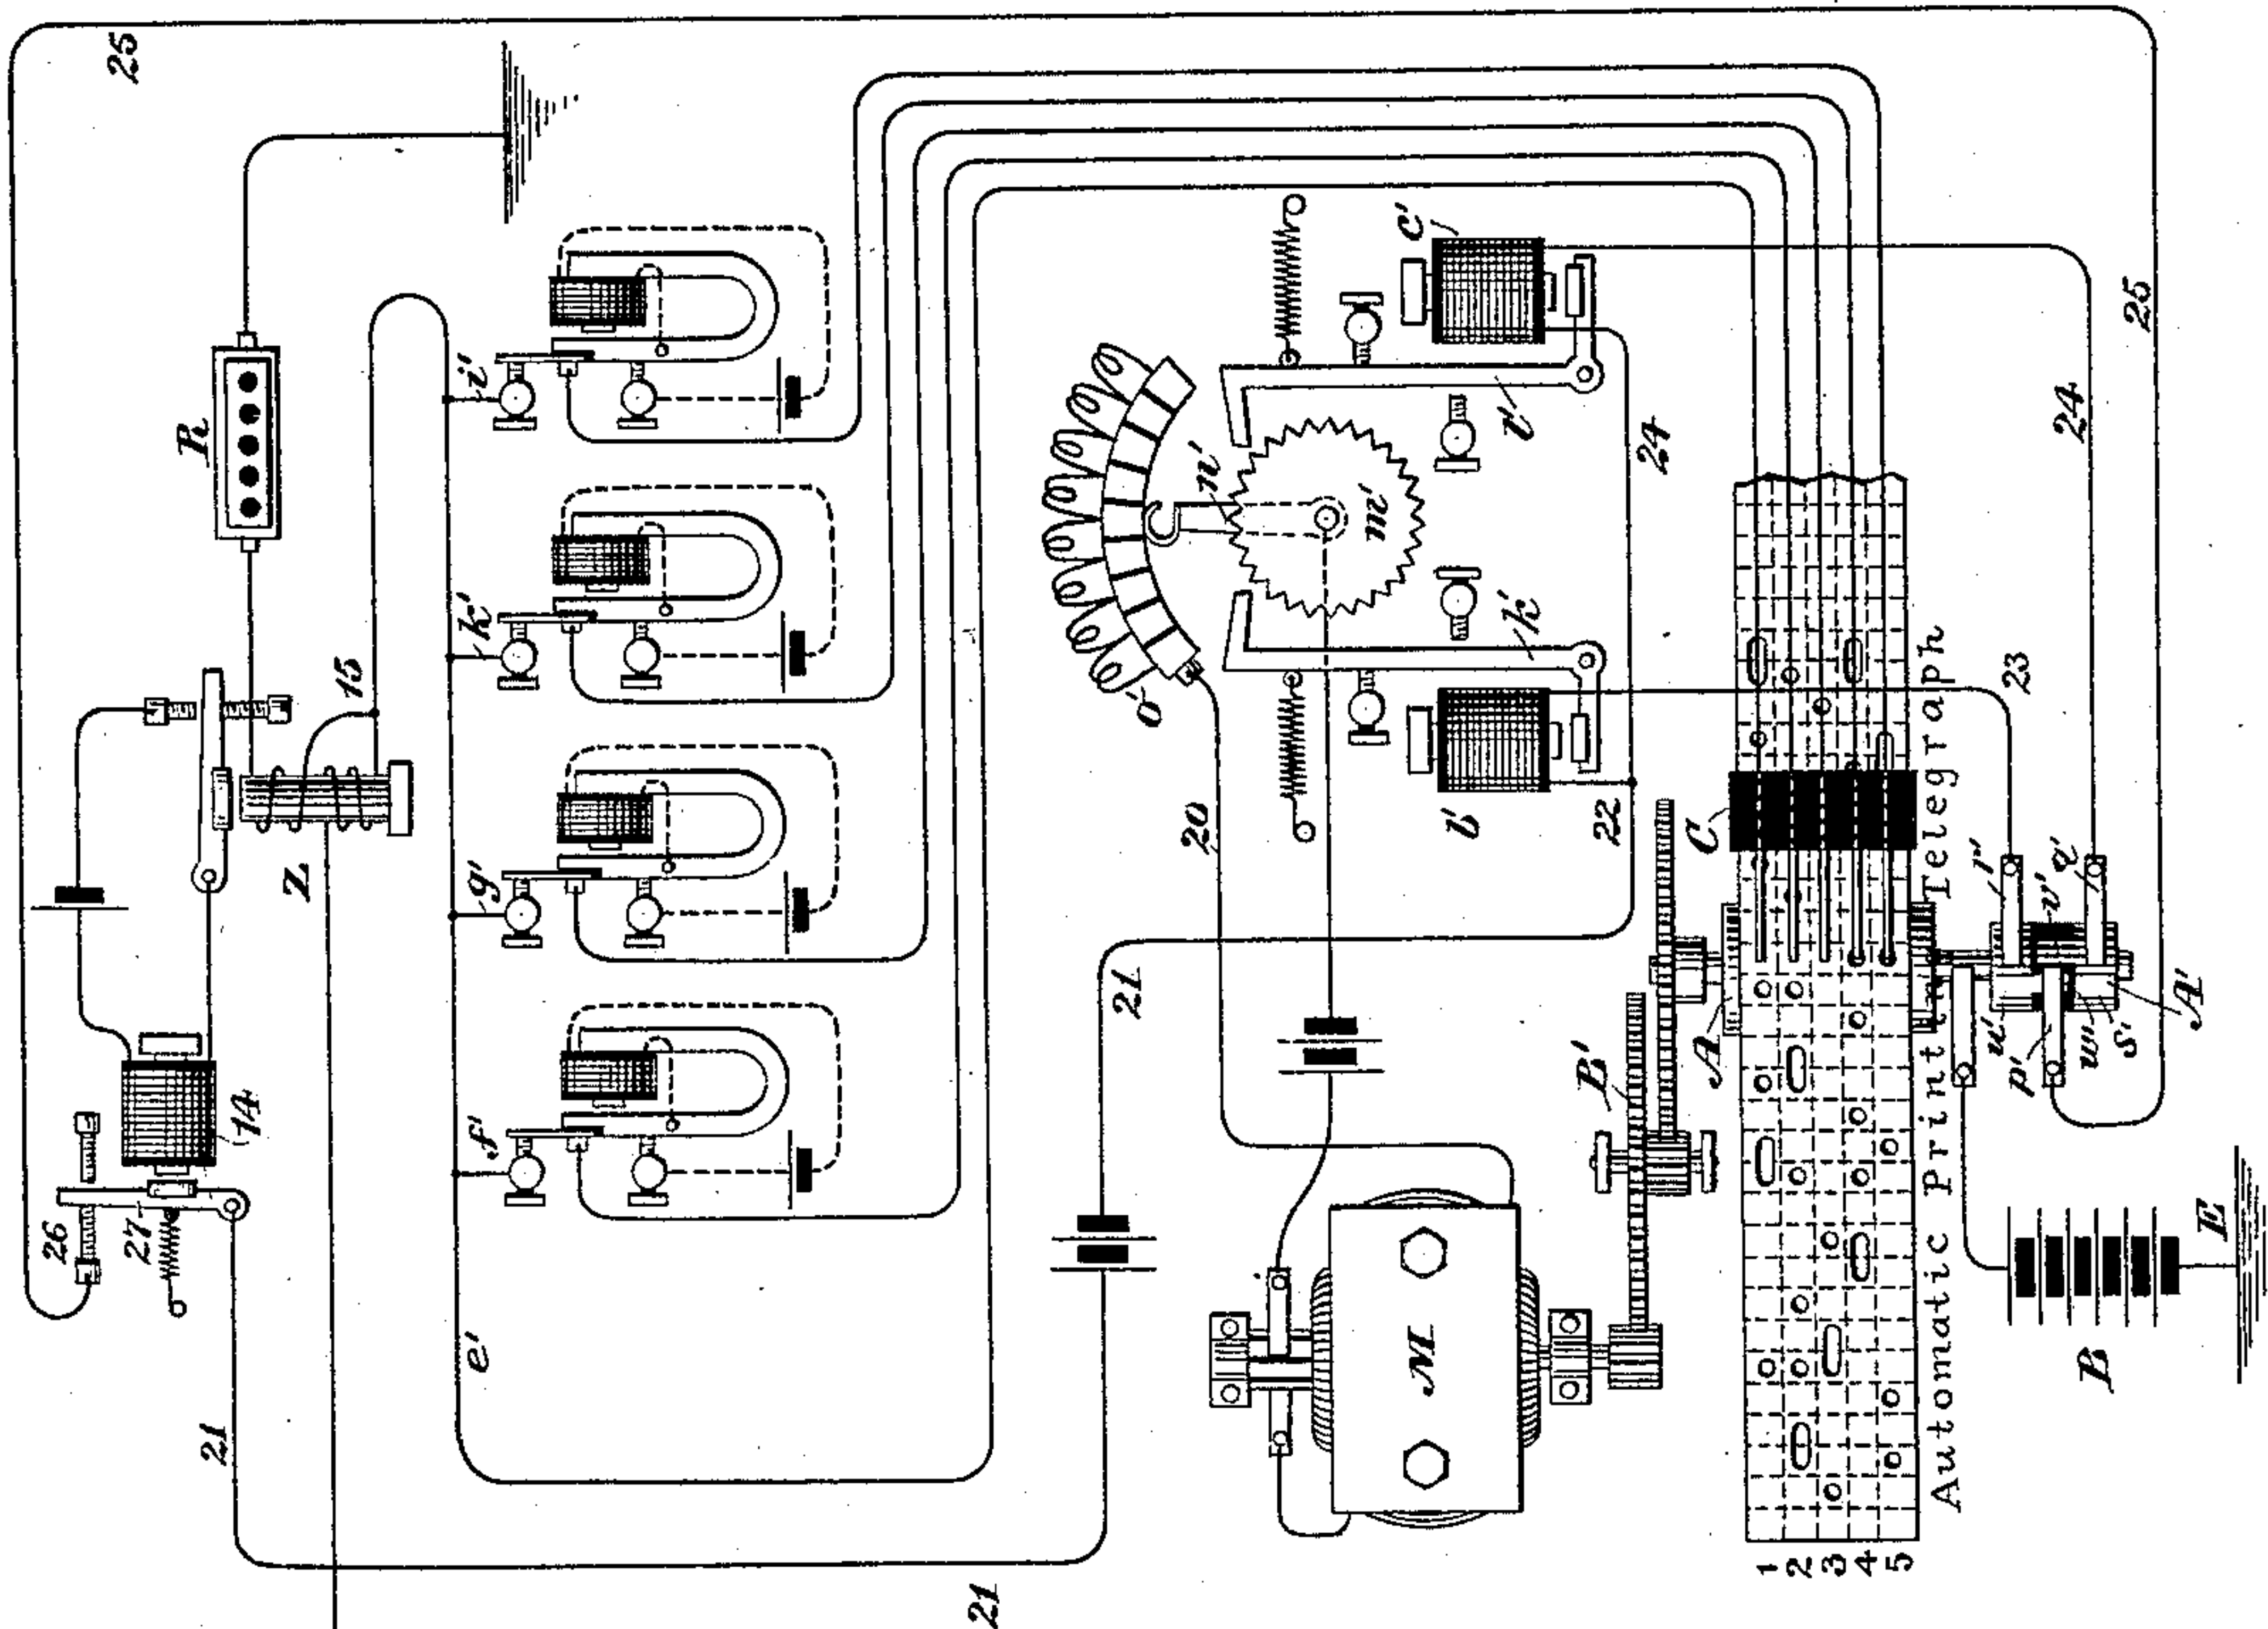 25
R
15
Z
14
26
27
21
i'
k'
g'
f'
e'
21
21
20
o
n'
m'
c'
l'
k'
b'
22
24
23
24
25
C
A
B'
M
r'
v'
q'
u'
p'
w'
s'
A'
B
E
1
2
3
4
5
Automatic Printing Telegraph